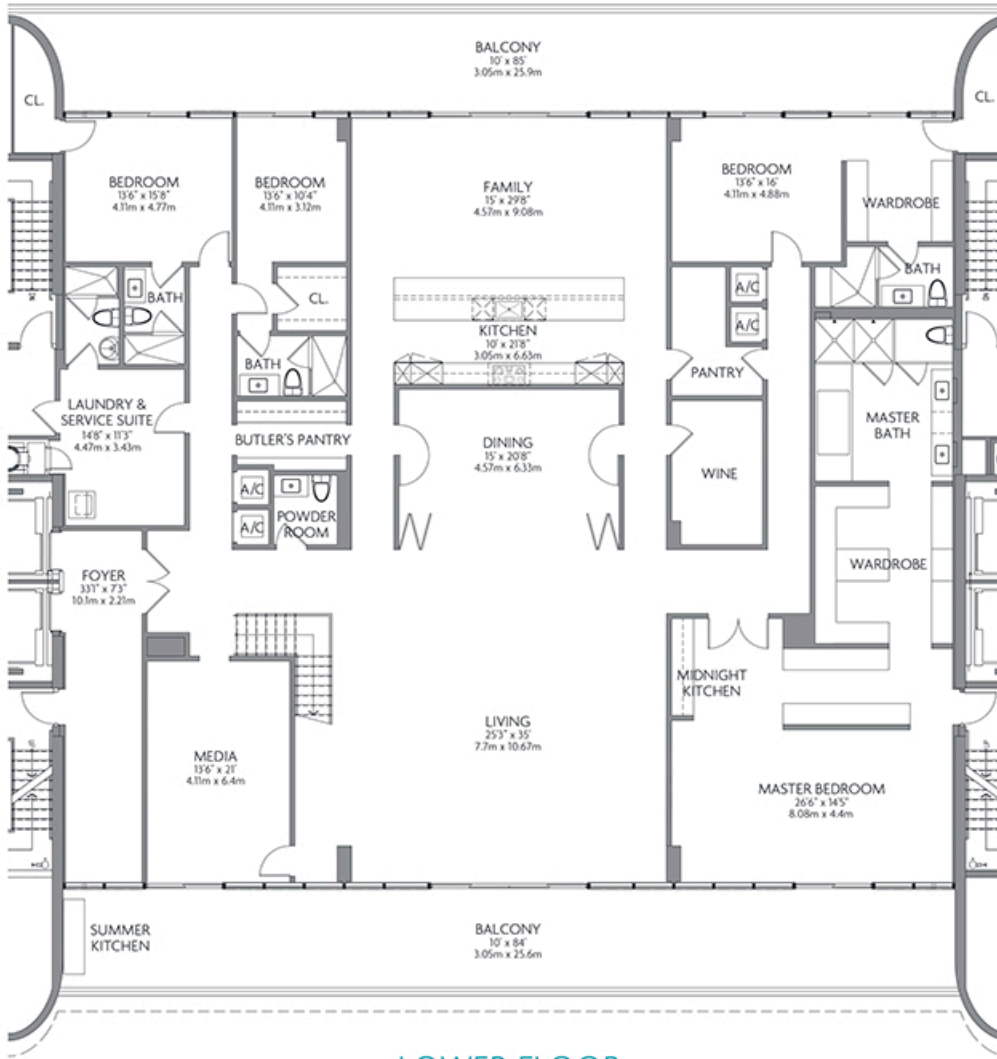 BALCONY
10' x 85'
3.05m x 25.9m
CL.
CL.
BEDROOM
13'6" x 15'8"
4.11m x 4.77m
BEDROOM
13'6" x 10'4"
4.11m x 3.12m
FAMILY
15' x 29'8"
4.57m x 9.08m
BEDROOM
13'6" x 16'
4.11m x 4.88m
WARDROBE
BATH
CL.
A/C
BATH
A/C
KITCHEN
10' x 21'8"
3.05m x 6.63m
BATH
PANTRY
LAUNDRY &
SERVICE SUITE
14'8" x 11'3"
4.47m x 3.43m
MASTER
BATH
BUTLER'S PANTRY
DINING
15' x 20'8"
4.57m x 6.33m
WINE
A/C
A/C
POWDER
ROOM
FOYER
33'1" x 7'3"
10.1m x 2.21m
WARDROBE
MIDNIGHT
KITCHEN
LIVING
25'3" x 35'
7.7m x 10.67m
MEDIA
13'6" x 21'
4.11m x 6.4m
MASTER BEDROOM
26'6" x 14'5"
8.08m x 4.4m
SUMMER
KITCHEN
BALCONY
10' x 84'
3.05m x 25.6m
LOWER FLOOR